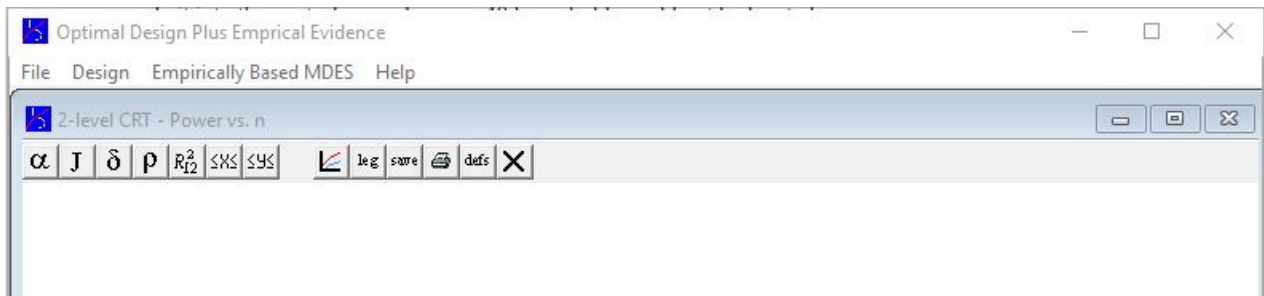 Optimal Design Plus Emprical Evidence
File Design Empirically Based MDES Help
2-level CRT - Power vs. n
α J δ ρ R²₁₂ ≤X≤ ≤Y≤ leg save defs